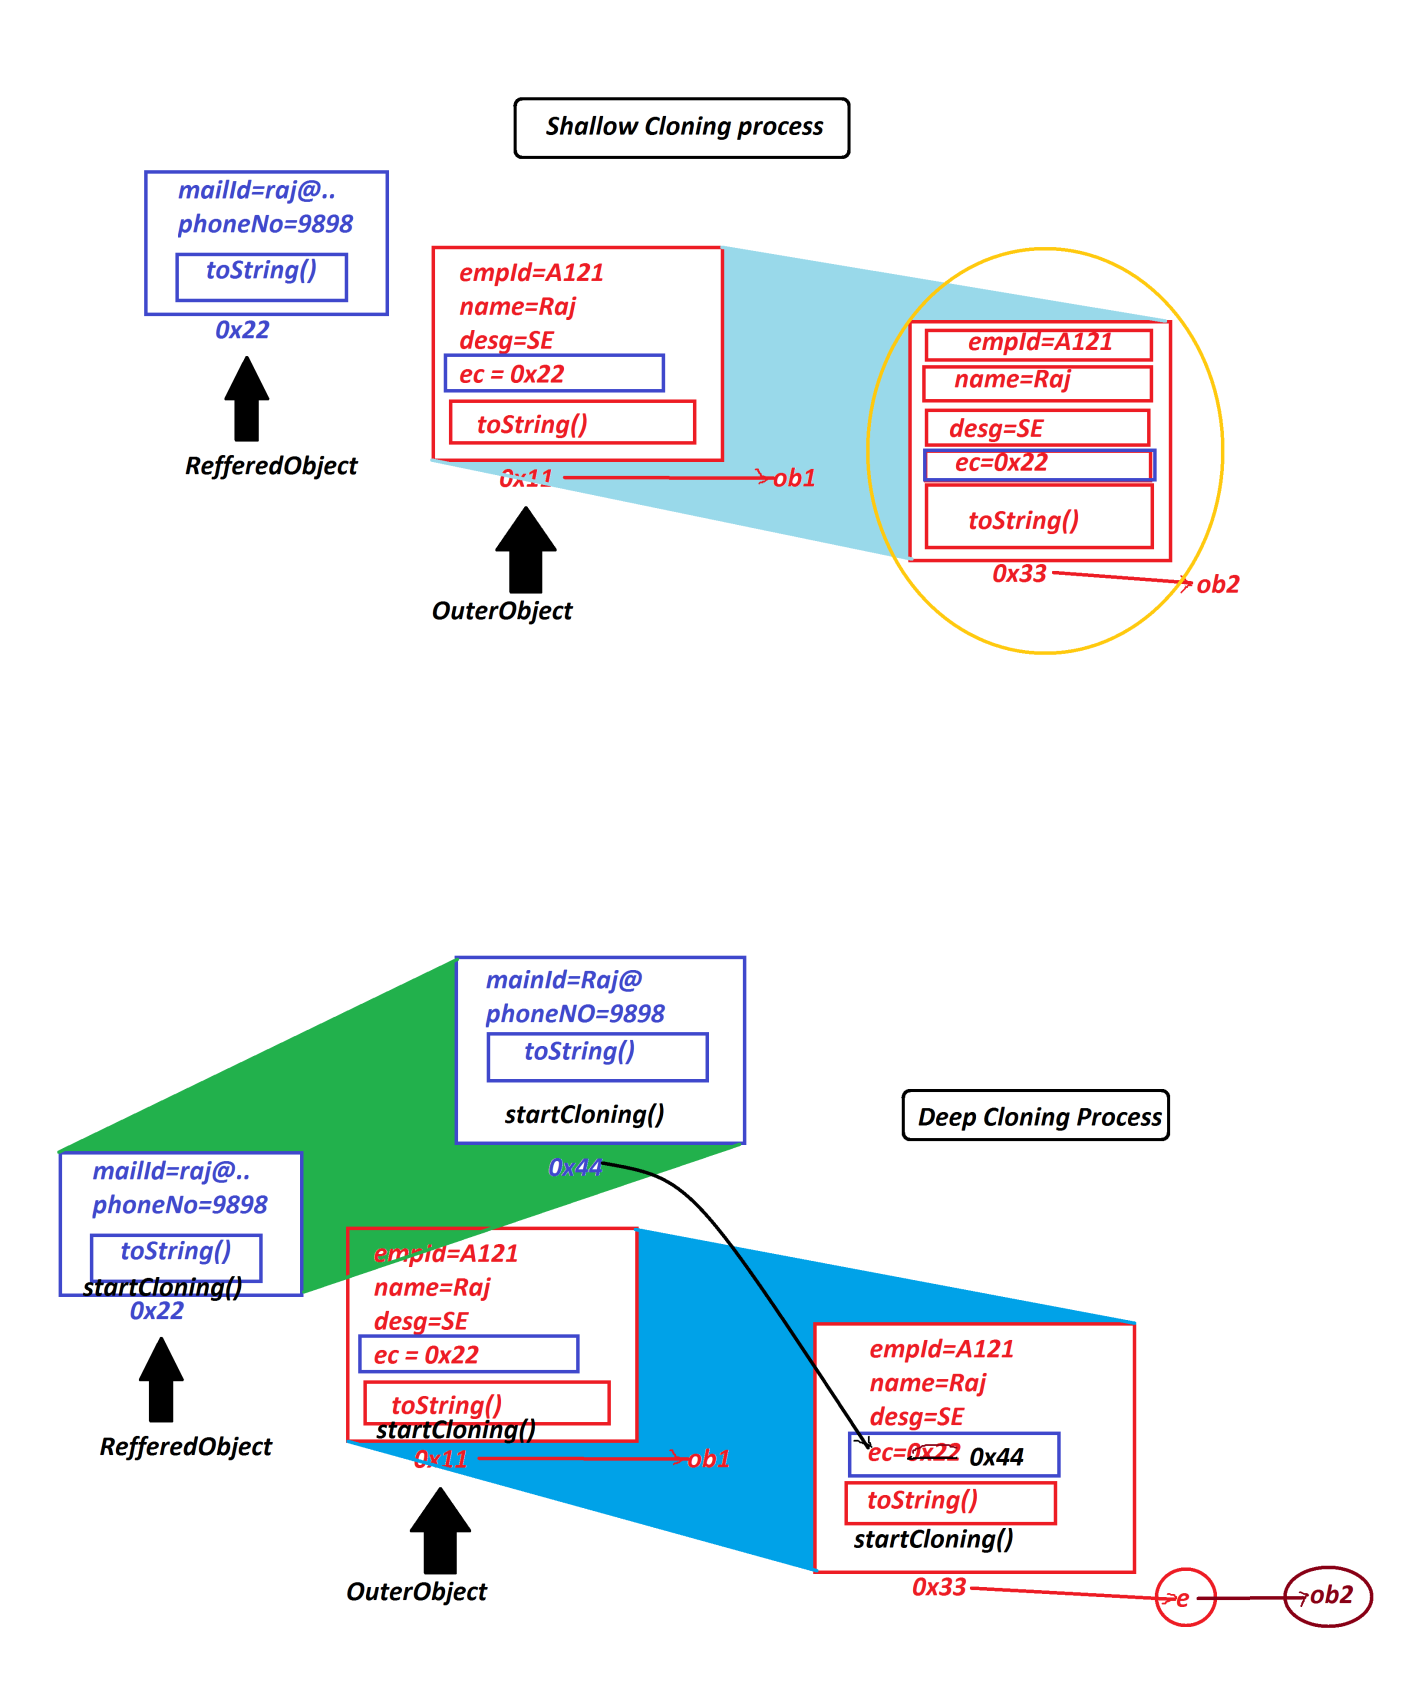 Shallow Cloning process
mailId=raj@..
phoneNo=9898
toString()
0x22
RefferedObject
empId=A121
name=Raj
desg=SE
ec = 0x22
toString()
0x11
ob1
OuterObject
empId=A121
name=Raj
desg=SE
ec=0x22
toString()
0x33
ob2
mainId=Raj@
phoneNO=9898
toString()
startCloning()
0x44
Deep Cloning Process
mailId=raj@..
phoneNo=9898
toString()
startCloning()
0x22
RefferedObject
empId=A121
name=Raj
desg=SE
ec = 0x22
toString()
startCloning()
0x11
ob1
OuterObject
empId=A121
name=Raj
desg=SE
ec=0x22 0x44
toString()
startCloning()
0x33
e
ob2